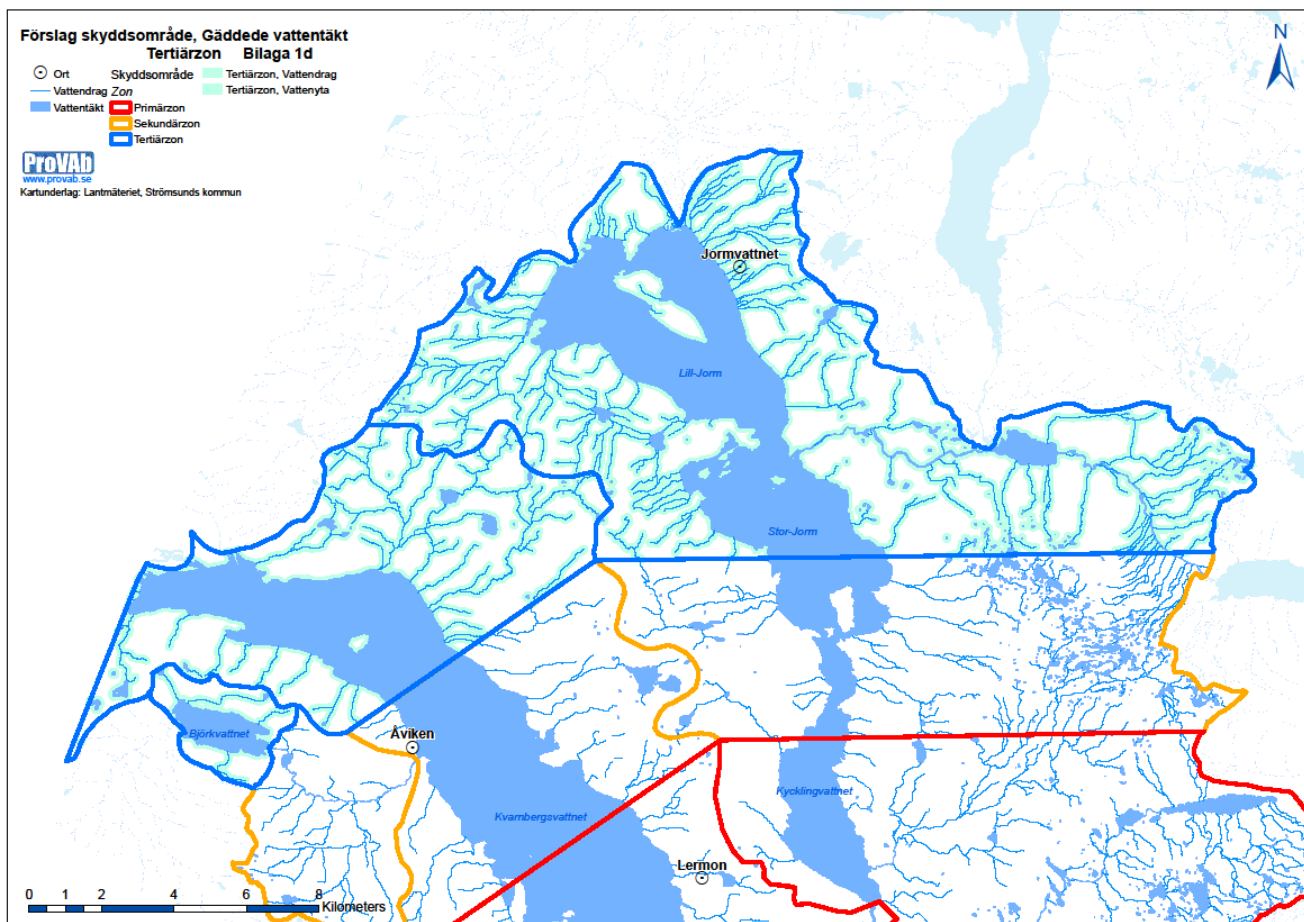 Förslag skyddsområde, Gäddede vattentäkt
Tertiärzon Bilaga 1d
Ort
Vattendrag
Vattentäkt
Skyddsområde
Zon
Primärzon
Sekundärzon
Tertiärzon
Tertiärzon, Vattendrag
Tertiärzon, Vattenyta
ProVAb
www.provab.se
Kartunderlag: Lantmäteriet, Strömsunds kommun
N
Jormvattnet
Lill-Jorm
Stor-Jorm
Björkvattnet
Åviken
Kvarnbergsvattnet
Kycklingvattnet
Lermon
0 1 2 4 6 8
Kilometers